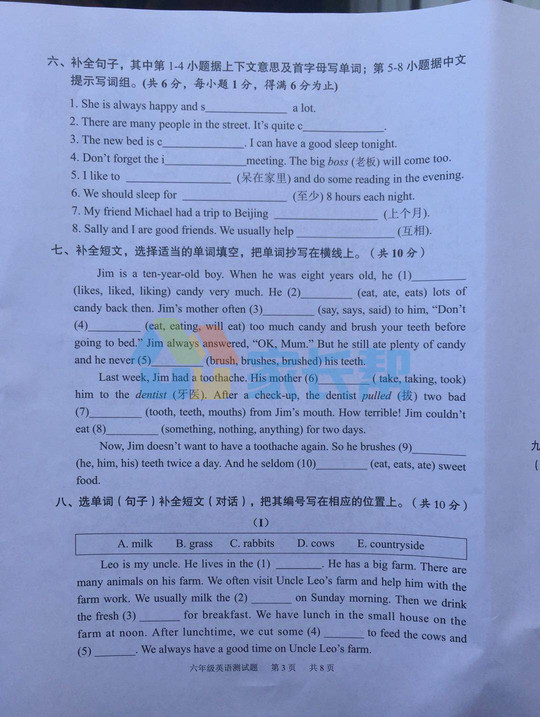 六、补全句子，其中第 1-4 小题据上下文意思及首字母写单词；第 5-8 小题据中文
提示写词组。(共 6 分，每小题 1 分，得满 6 分为止)
1. She is always happy and s______________ a lot.
2. There are many people in the street. It's quite c______________.
3. The new bed is c______________. I can have a good sleep tonight.
4. Don't forget the i______________meeting. The big boss (老板) will come too.
5. I like to __________________ (呆在家里) and do some reading in the evening.
6. We should sleep for __________________ (至少) 8 hours each night.
7. My friend Michael had a trip to Beijing __________________ (上个月).
8. Sally and I are good friends. We usually help __________________ (互相).
七、补全短文，选择适当的单词填空，把单词抄写在横线上。（共 10 分）
Jim is a ten-year-old boy. When he was eight years old, he (1)_________
(likes, liked, liking) candy very much. He (2)_________ (eat, ate, eats) lots of
candy back then. Jim's mother often (3)_________ (say, says, said) to him, “Don't
(4)_________ (eat, eating, will eat) too much candy and brush your teeth before
going to bed.” Jim always answered, “OK, Mum.” But he still ate plenty of candy
and he never (5)_________ (brush, brushes, brushed) his teeth.
Last week, Jim had a toothache. His mother (6)_________ ( take, taking, took)
him to the dentist (牙医). After a check-up, the dentist pulled (拔) two bad
(7)_________ (tooth, teeth, mouths) from Jim's mouth. How terrible! Jim couldn't
eat (8)_________ (something, nothing, anything) for two days.
Now, Jim doesn't want to have a toothache again. So he brushes (9)_________
(he, him, his) teeth twice a day. And he seldom (10)_________ (eat, eats, ate) sweet
food.
八、选单词（句子）补全短文（对话），把其编号写在相应的位置上。（共 10 分）
（I）
A. milk B. grass C. rabbits D. cows E. countryside
Leo is my uncle. He lives in the (1) ________. He has a big farm. There are
many animals on his farm. We often visit Uncle Leo's farm and help him with the
farm work. We usually milk the (2) _______ on Sunday morning. Then we drink
the fresh (3) _______ for breakfast. We have lunch in the small house on the
farm at noon. After lunchtime, we cut some (4) _______ to feed the cows and
(5) _______. We always have a good time on Uncle Leo's farm.
六年级英语测试题 第 3 页 共 8 页
九
家长帮